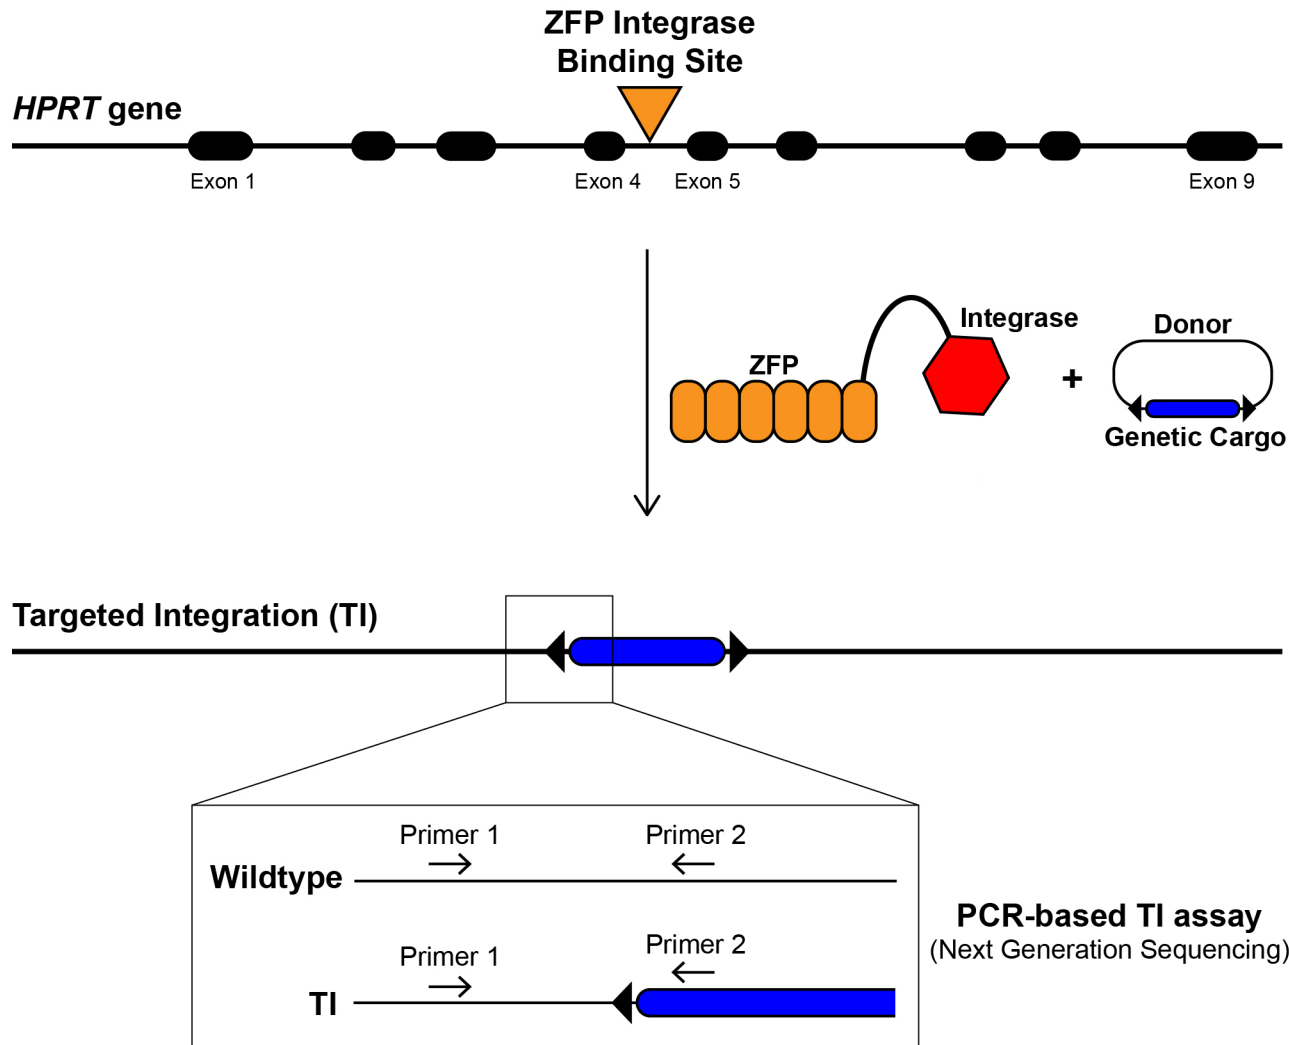 ZFP Integrase
Binding Site
HPRT gene
Exon 1
Exon 4
Exon 5
Exon 9
Integrase
Donor
ZFP
+
Genetic Cargo
Targeted Integration (TI)
Primer 1
Primer 2
Wildtype
PCR-based TI assay
(Next Generation Sequencing)
Primer 1
Primer 2
TI